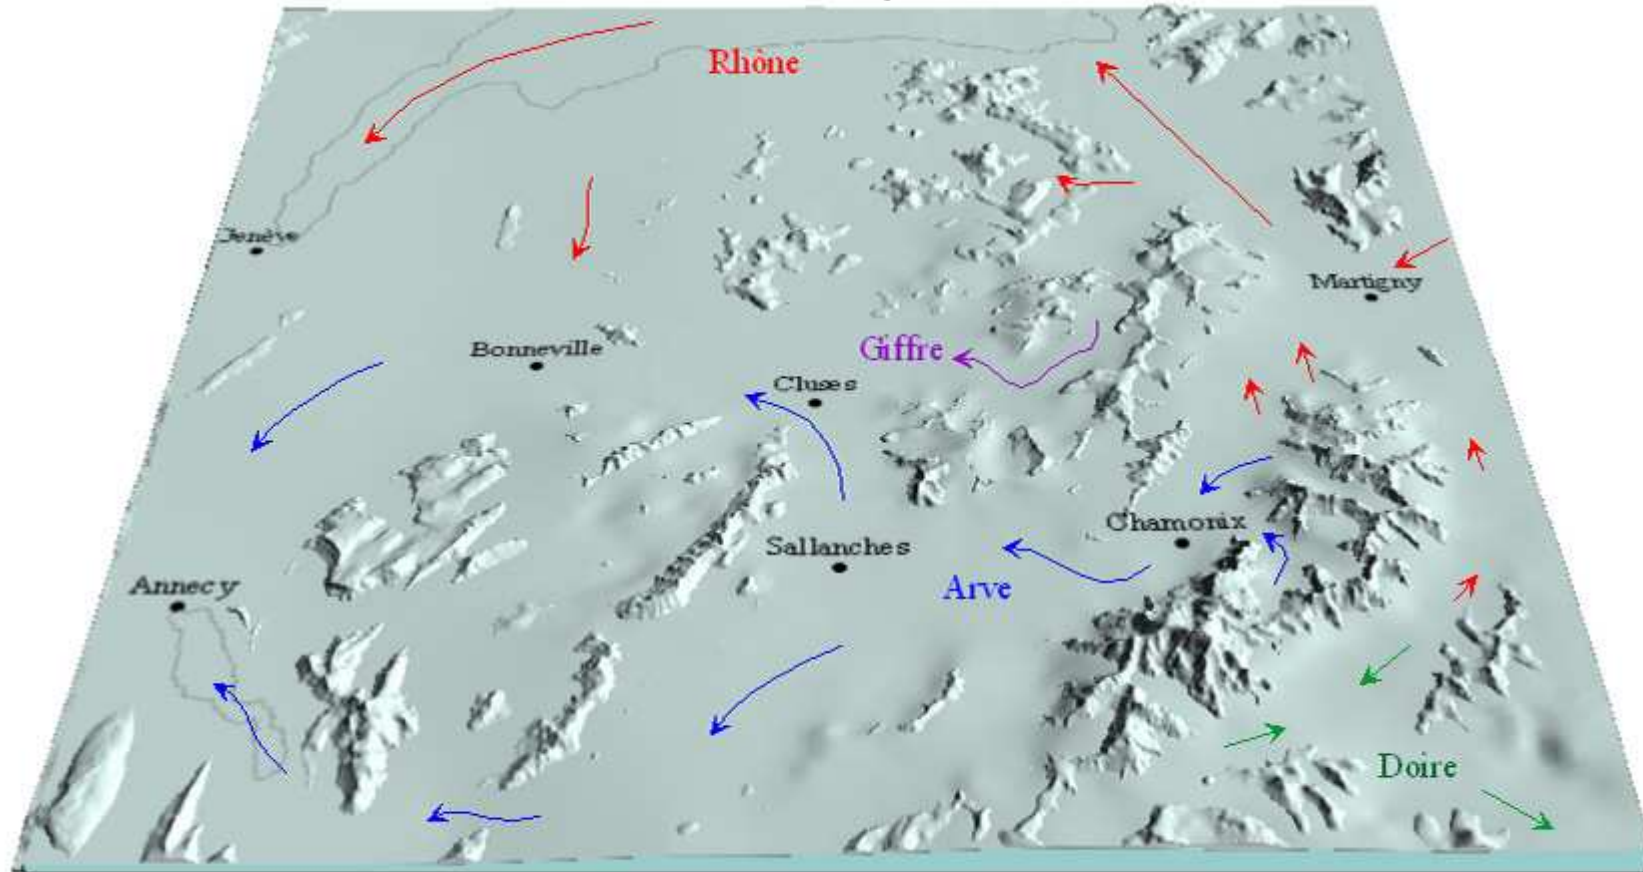 Rhône
Genève
Martigny
Bonneville
Giffre
Cluses
Chamonix
Sallanches
Annecy
Arve
Doire